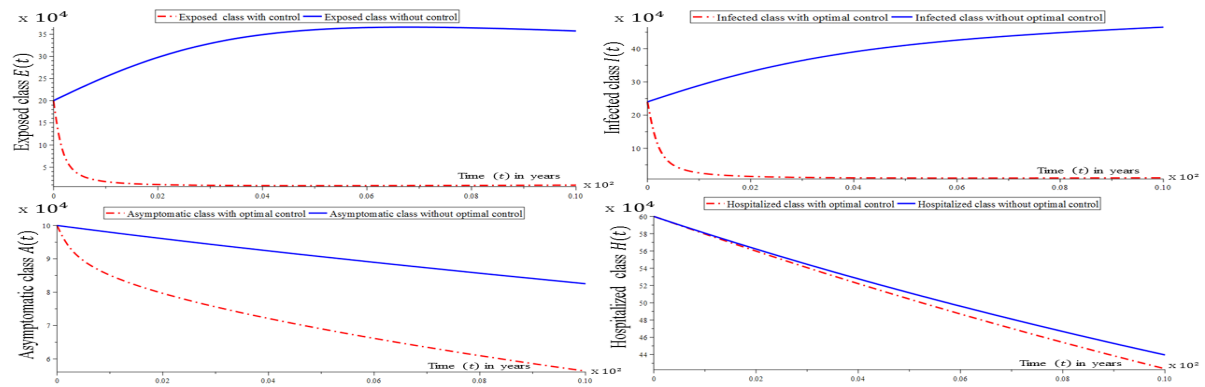 x 10⁴
Exposed class with control Exposed class without control
Exposed class E(t)
35
30
25
20
15
10
5
0 0.02 0.04 0.06 0.08 0.10
Time (t) in years
x 10²
x 10⁴
Infected class with optimal control Infected class without optimal control
Infected class I(t)
40
30
20
10
0 0.02 0.04 0.06 0.08 0.10
Time (t) in years
x 10²
x 10⁴
Asymptomatic class with optimal control Asymptomatic class without optimal control
Asymptomatic class A(t)
10
9
8
7
6
0 0.02 0.04 0.06 0.08 0.10
Time (t) in years
x 10²
x 10⁴
Hospitalized class with optimal control Hospitalized class without optimal control
Hospitalized class H(t)
60
58
56
54
52
50
48
46
44
0 0.02 0.04 0.06 0.08 0.10
Time (t) in years
x 10²